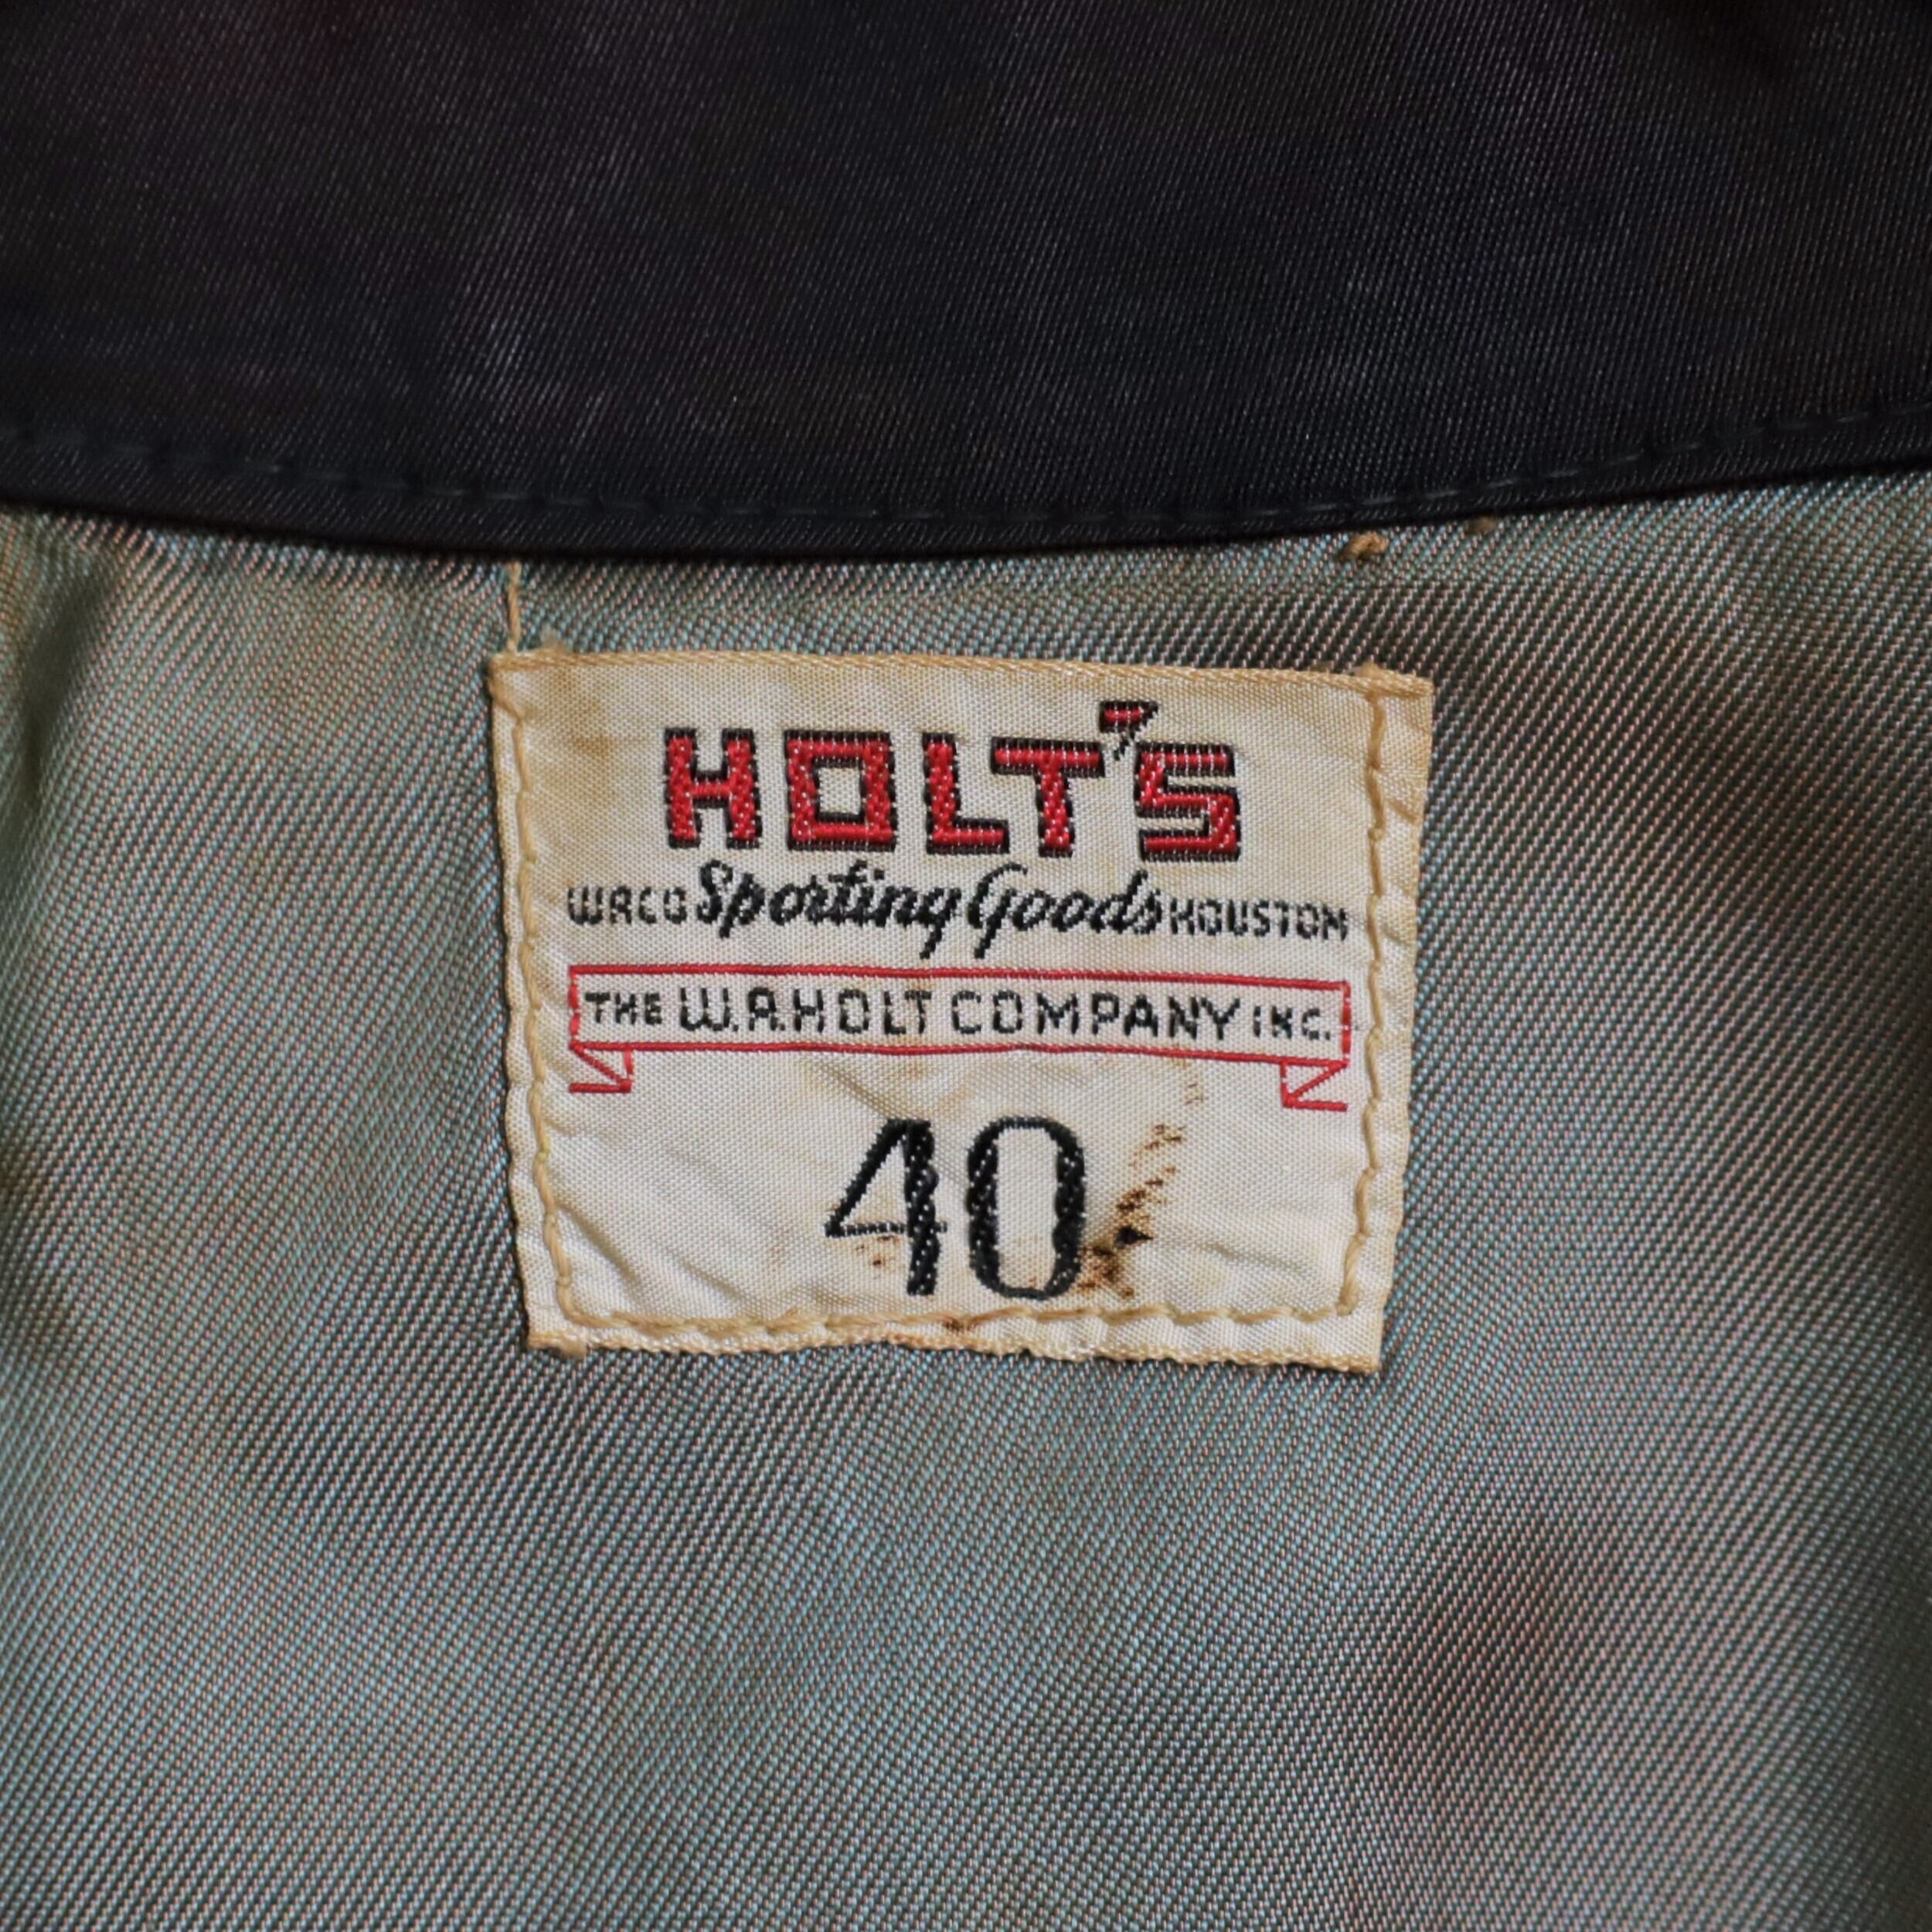 HOLT'S
WACO Sporting Goods HOUSTON
THE W.A. HOLT COMPANY INC.
40